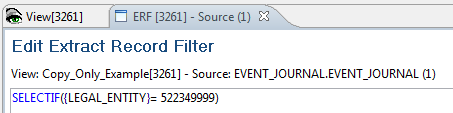 View[3261] ERF [3261] - Source (1)
Edit Extract Record Filter
View: Copy_Only_Example[3261] - Source: EVENT_JOURNAL.EVENT_JOURNAL (1)
SELECTIF({LEGAL_ENTITY}= 522349999)